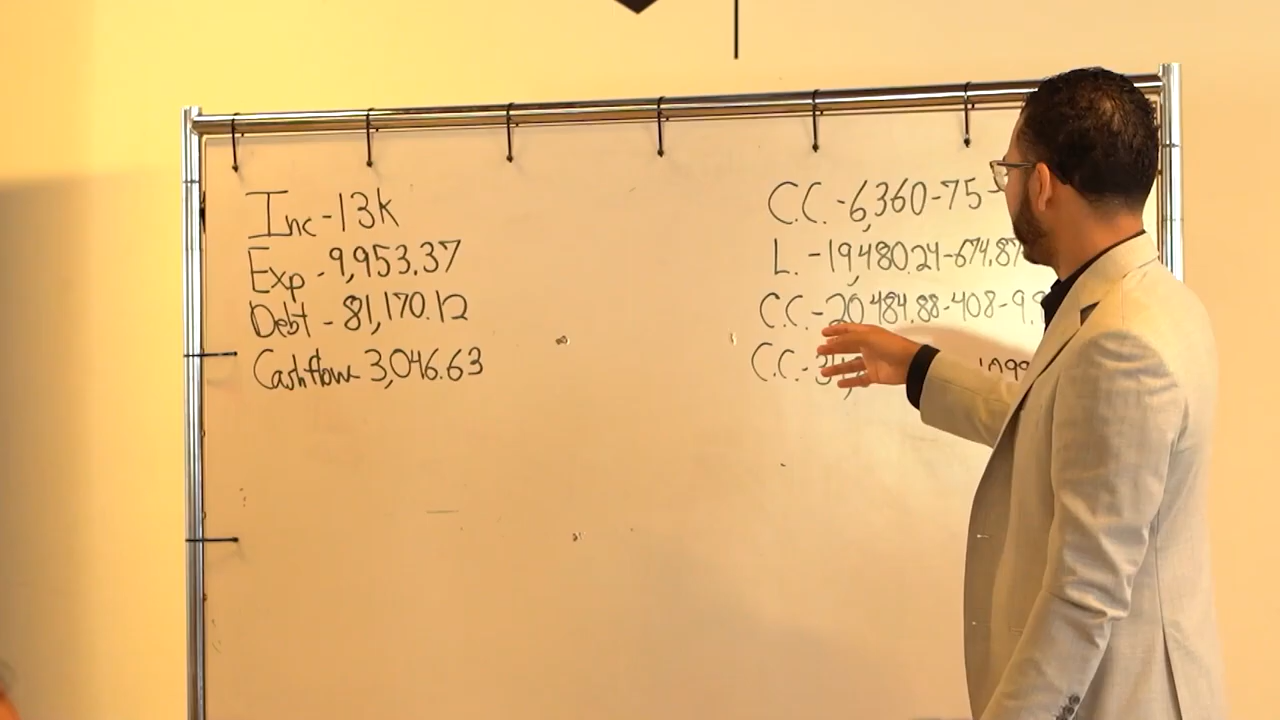 Inc - 13k
Exp - 9,953.37
Debt - 81,170.12
Cashflow 3,046.63
C.C. - 6,360 - 75 -
L. - 19,480.24 - 674.87
C.C. - 20,484.88 - 408 - 9.9
C.C. -